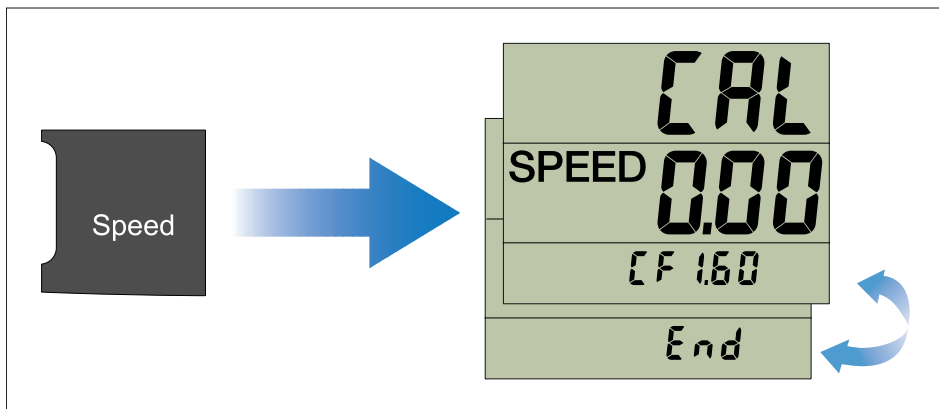 Speed
CAL
SPEED 0.00
CF 1.60
End